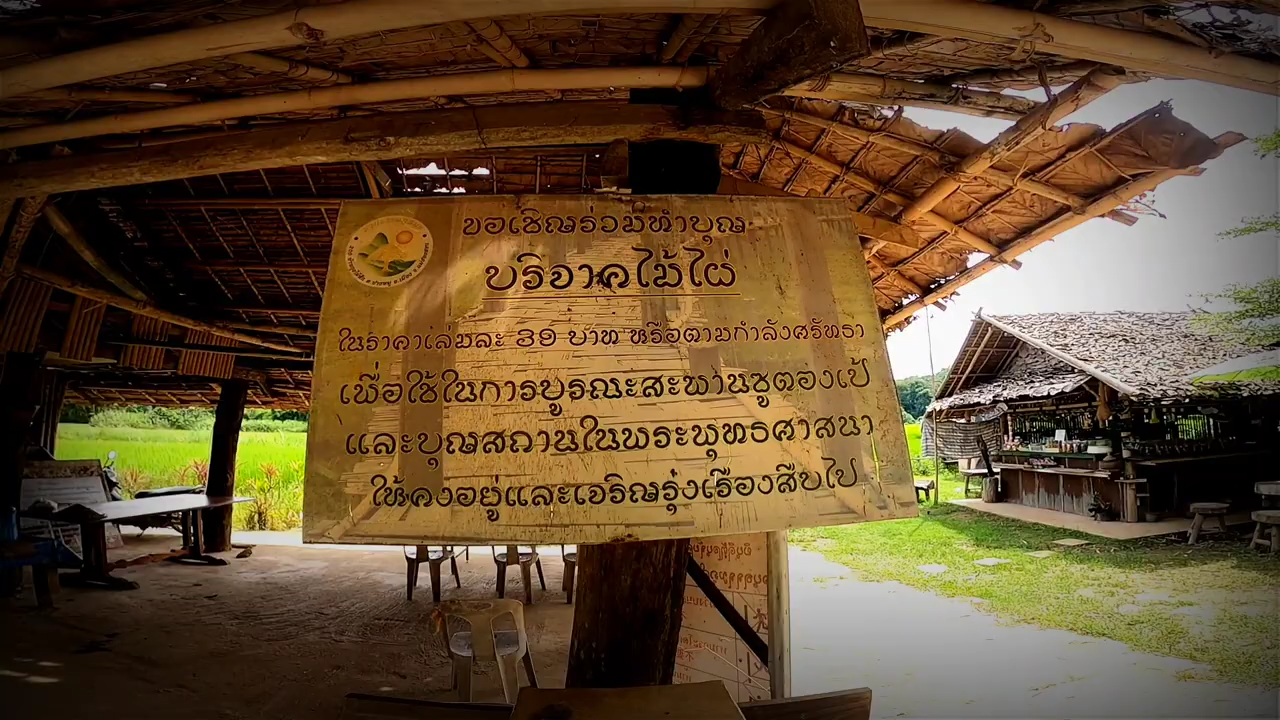 ขอเชิญร่วมทำบุญ
บริจาคไม้ไผ่
ในราคาเล่มละ 39 บาท หรือตามกำลังศรัทธา
เพื่อใช้ในการบูรณะสะพานซูตองเป้
และบุญสถานในพระพุทธศาสนา
ให้คงอยู่และเจริญรุ่งเรืองสืบไป